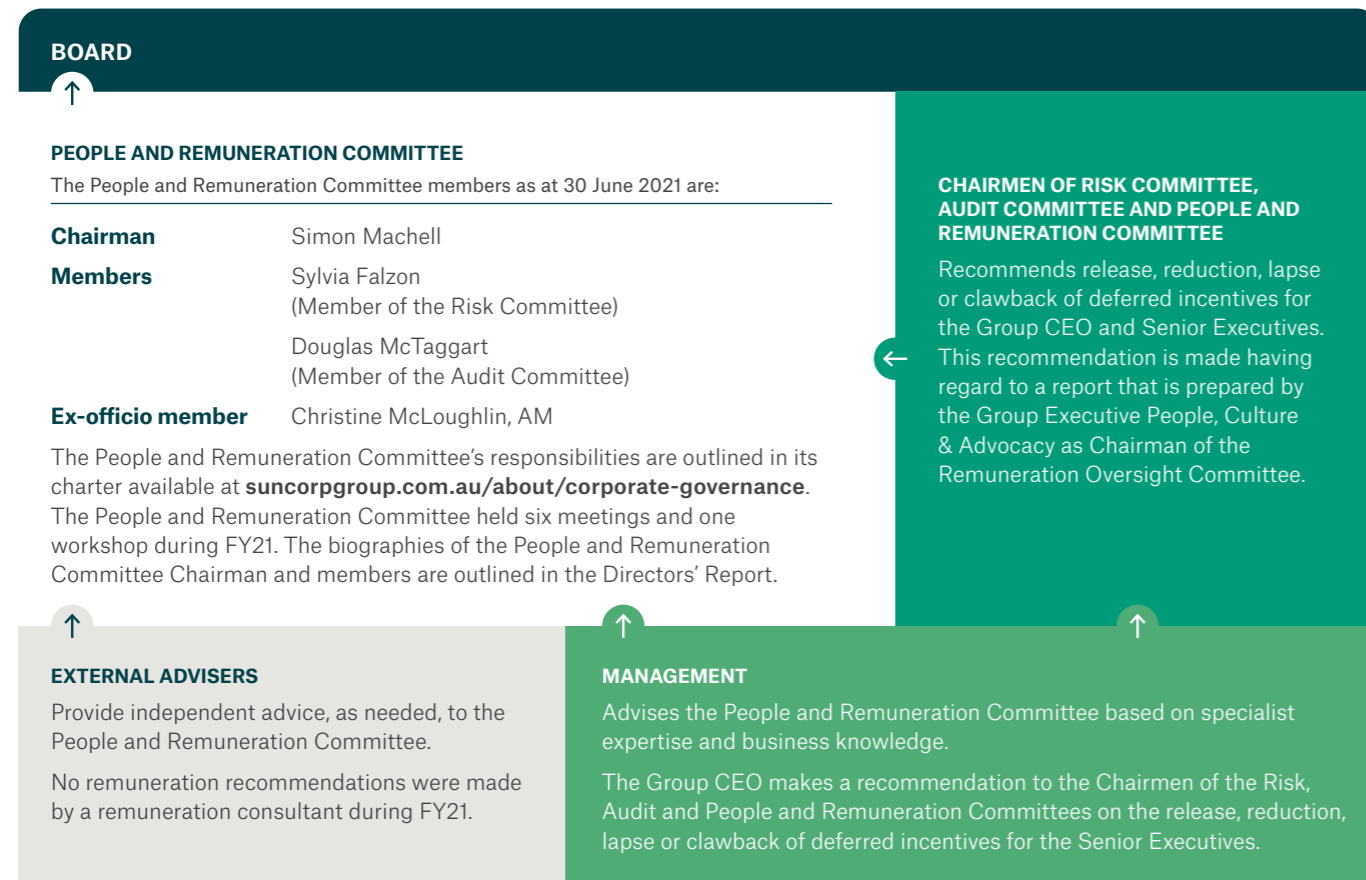 BOARD
↑
PEOPLE AND REMUNERATION COMMITTEE
The People and Remuneration Committee members as at 30 June 2021 are:
Chairman Simon Machell
Members Sylvia Falzon
(Member of the Risk Committee)
Douglas McTaggart
(Member of the Audit Committee)
Ex-officio member Christine McLoughlin, AM
The People and Remuneration Committee's responsibilities are outlined in its
charter available at suncorpgroup.com.au/about/corporate-governance.
The People and Remuneration Committee held six meetings and one
workshop during FY21. The biographies of the People and Remuneration
Committee Chairman and members are outlined in the Directors' Report.
←
CHAIRMEN OF RISK COMMITTEE,
AUDIT COMMITTEE AND PEOPLE AND
REMUNERATION COMMITTEE
Recommends release, reduction, lapse
or clawback of deferred incentives for
the Group CEO and Senior Executives.
This recommendation is made having
regard to a report that is prepared by
the Group Executive People, Culture
& Advocacy as Chairman of the
Remuneration Oversight Committee.
↑
EXTERNAL ADVISERS
Provide independent advice, as needed, to the
People and Remuneration Committee.
No remuneration recommendations were made
by a remuneration consultant during FY21.
↑ ↑
MANAGEMENT
Advises the People and Remuneration Committee based on specialist
expertise and business knowledge.
The Group CEO makes a recommendation to the Chairmen of the Risk,
Audit and People and Remuneration Committees on the release, reduction,
lapse or clawback of deferred incentives for the Senior Executives.